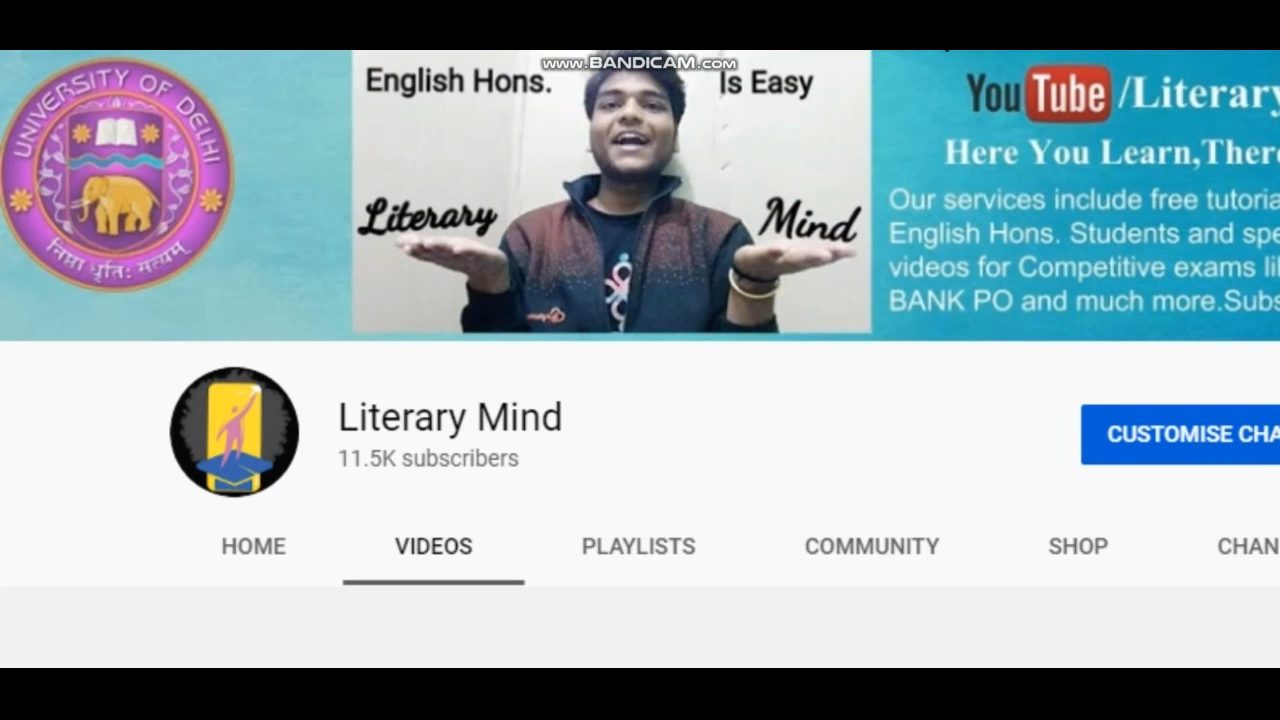 www.BANDICAM.com
UNIVERSITY OF DELHI
निष्ठा धृति: सत्यम्
English Hons. Is Easy
Literary Mind
YouTube /Literary
Here You Learn,There
Our services include free tutoria
English Hons. Students and spe
videos for Competitive exams li
BANK PO and much more.Subs
Literary Mind
11.5K subscribers
CUSTOMISE CHA
HOME VIDEOS PLAYLISTS COMMUNITY SHOP CHAN